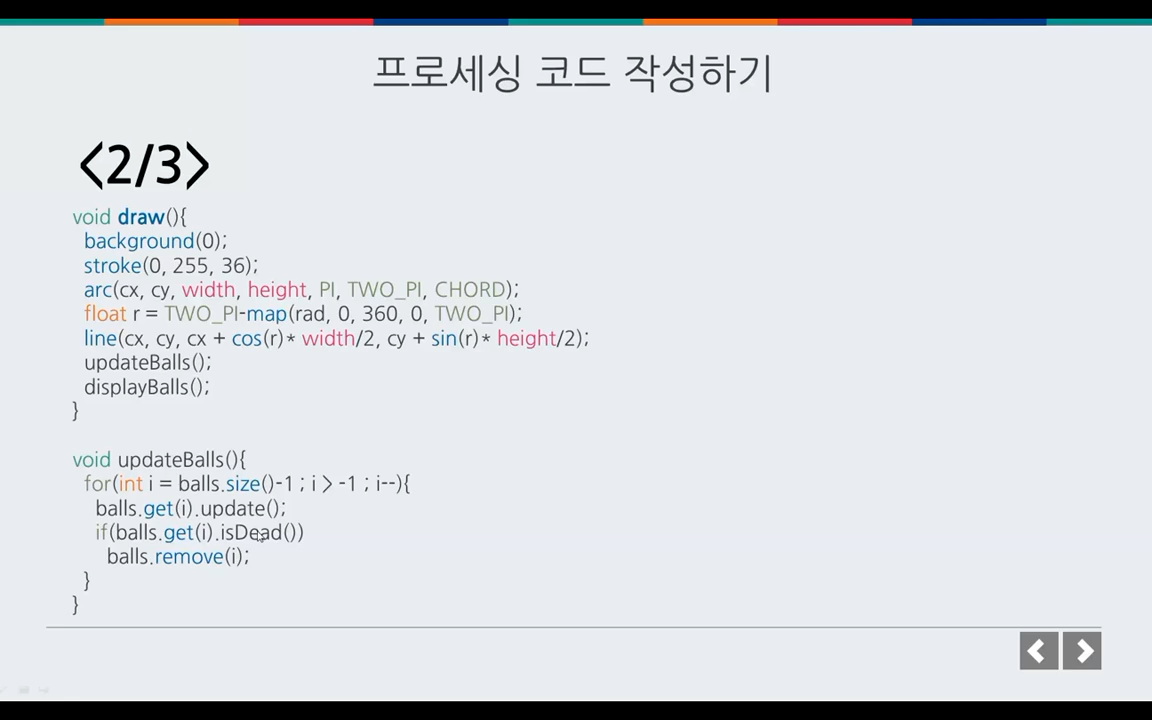 프로세싱 코드 작성하기
<2/3>
void draw(){
background(0);
stroke(0, 255, 36);
arc(cx, cy, width, height, PI, TWO_PI, CHORD);
float r = TWO_PI-map(rad, 0, 360, 0, TWO_PI);
line(cx, cy, cx + cos(r)* width/2, cy + sin(r)* height/2);
updateBalls();
displayBalls();
}
void updateBalls(){
for(int i = balls.size()-1 ; i > -1 ; i--){
balls.get(i).update();
if(balls.get(i).isDead())
balls.remove(i);
}
}